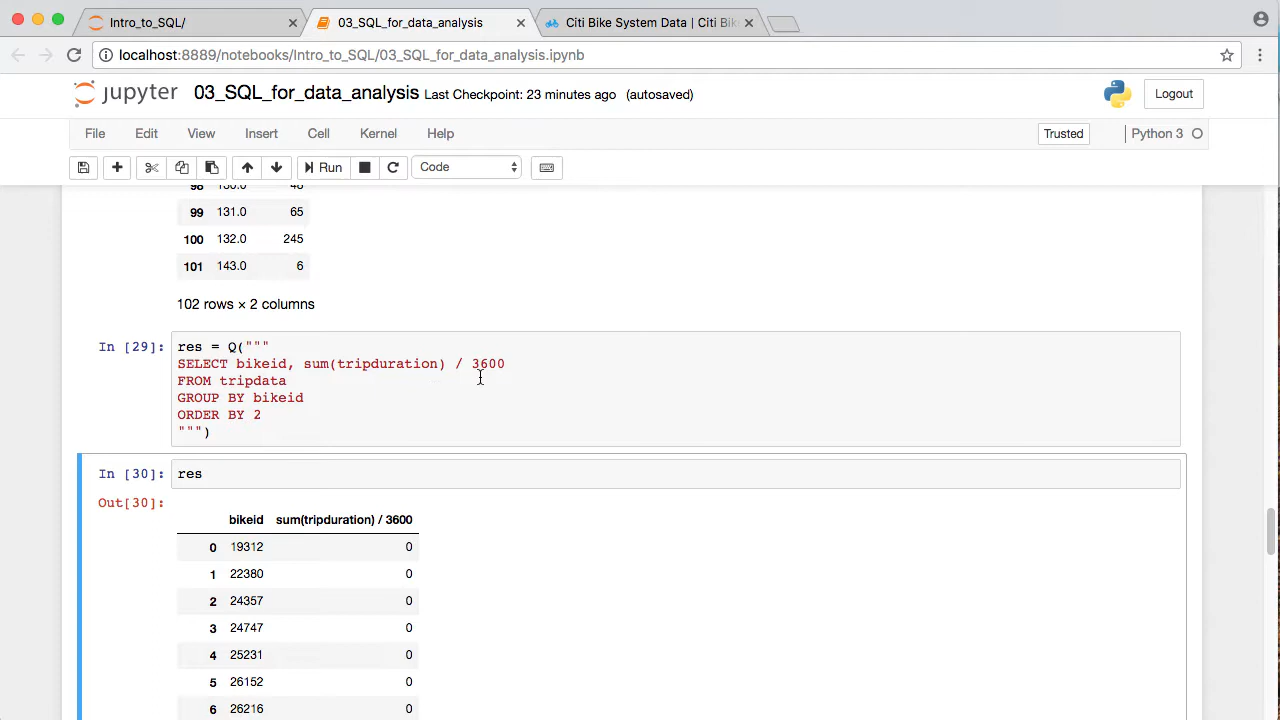 Intro_to_SQL/
03_SQL_for_data_analysis
Citi Bike System Data | Citi Bik
localhost:8889/notebooks/Intro_to_SQL/03_SQL_for_data_analysis.ipynb
jupyter 03_SQL_for_data_analysis Last Checkpoint: 23 minutes ago (autosaved)
Logout
File Edit View Insert Cell Kernel Help
Trusted
Python 3
Run
Code
99 131.0 65
100 132.0 245
101 143.0 6
102 rows × 2 columns
In [29]: res = Q("""
SELECT bikeid, sum(tripduration) / 3600
FROM tripdata
GROUP BY bikeid
ORDER BY 2
""")
In [30]: res
Out[30]:
bikeid sum(tripduration) / 3600
0 19312 0
1 22380 0
2 24357 0
3 24747 0
4 25231 0
5 26152 0
6 26216 0